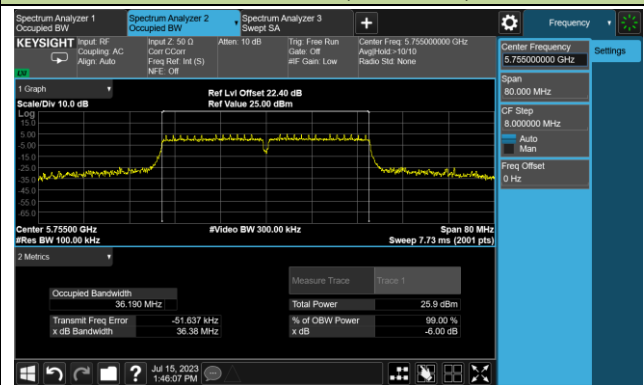 Spectrum Analyzer 1
Occupied BW
Spectrum Analyzer 2
Occupied BW
Spectrum Analyzer 3
Swept SA
+
Frequency
KEYSIGHT Input: RF
Coupling: AC
Align: Auto
Input Z: 50 Ω
Corr CCorr
Freq Ref: Int (S)
NFE: Off
Atten: 10 dB
Trig: Free Run
Gate: Off
#IF Gain: Low
Center Freq: 5.755000000 GHz
Avg|Hold:>10/10
Radio Std: None
LXI
Center Frequency
5.755000000 GHz
Settings
Span
80.000 MHz
CF Step
8.000000 MHz
Auto
Man
Freq Offset
0 Hz
1 Graph
Scale/Div 10.0 dB
Ref Lvl Offset 22.40 dB
Ref Value 25.00 dBm
Log
15.0
5.00
-5.00
-15.0
-25.0
-35.0
-45.0
-55.0
-65.0
Center 5.75500 GHz
#Res BW 100.00 kHz
#Video BW 300.00 kHz
Span 80 MHz
Sweep 7.73 ms (2001 pts)
2 Metrics
Measure Trace
Trace 1
Occupied Bandwidth
36.190 MHz
Total Power
25.9 dBm
Transmit Freq Error
-51.637 kHz
% of OBW Power
99.00 %
x dB Bandwidth
36.38 MHz
x dB
-6.00 dB
?
Jul 15, 2023
1:46:07 PM